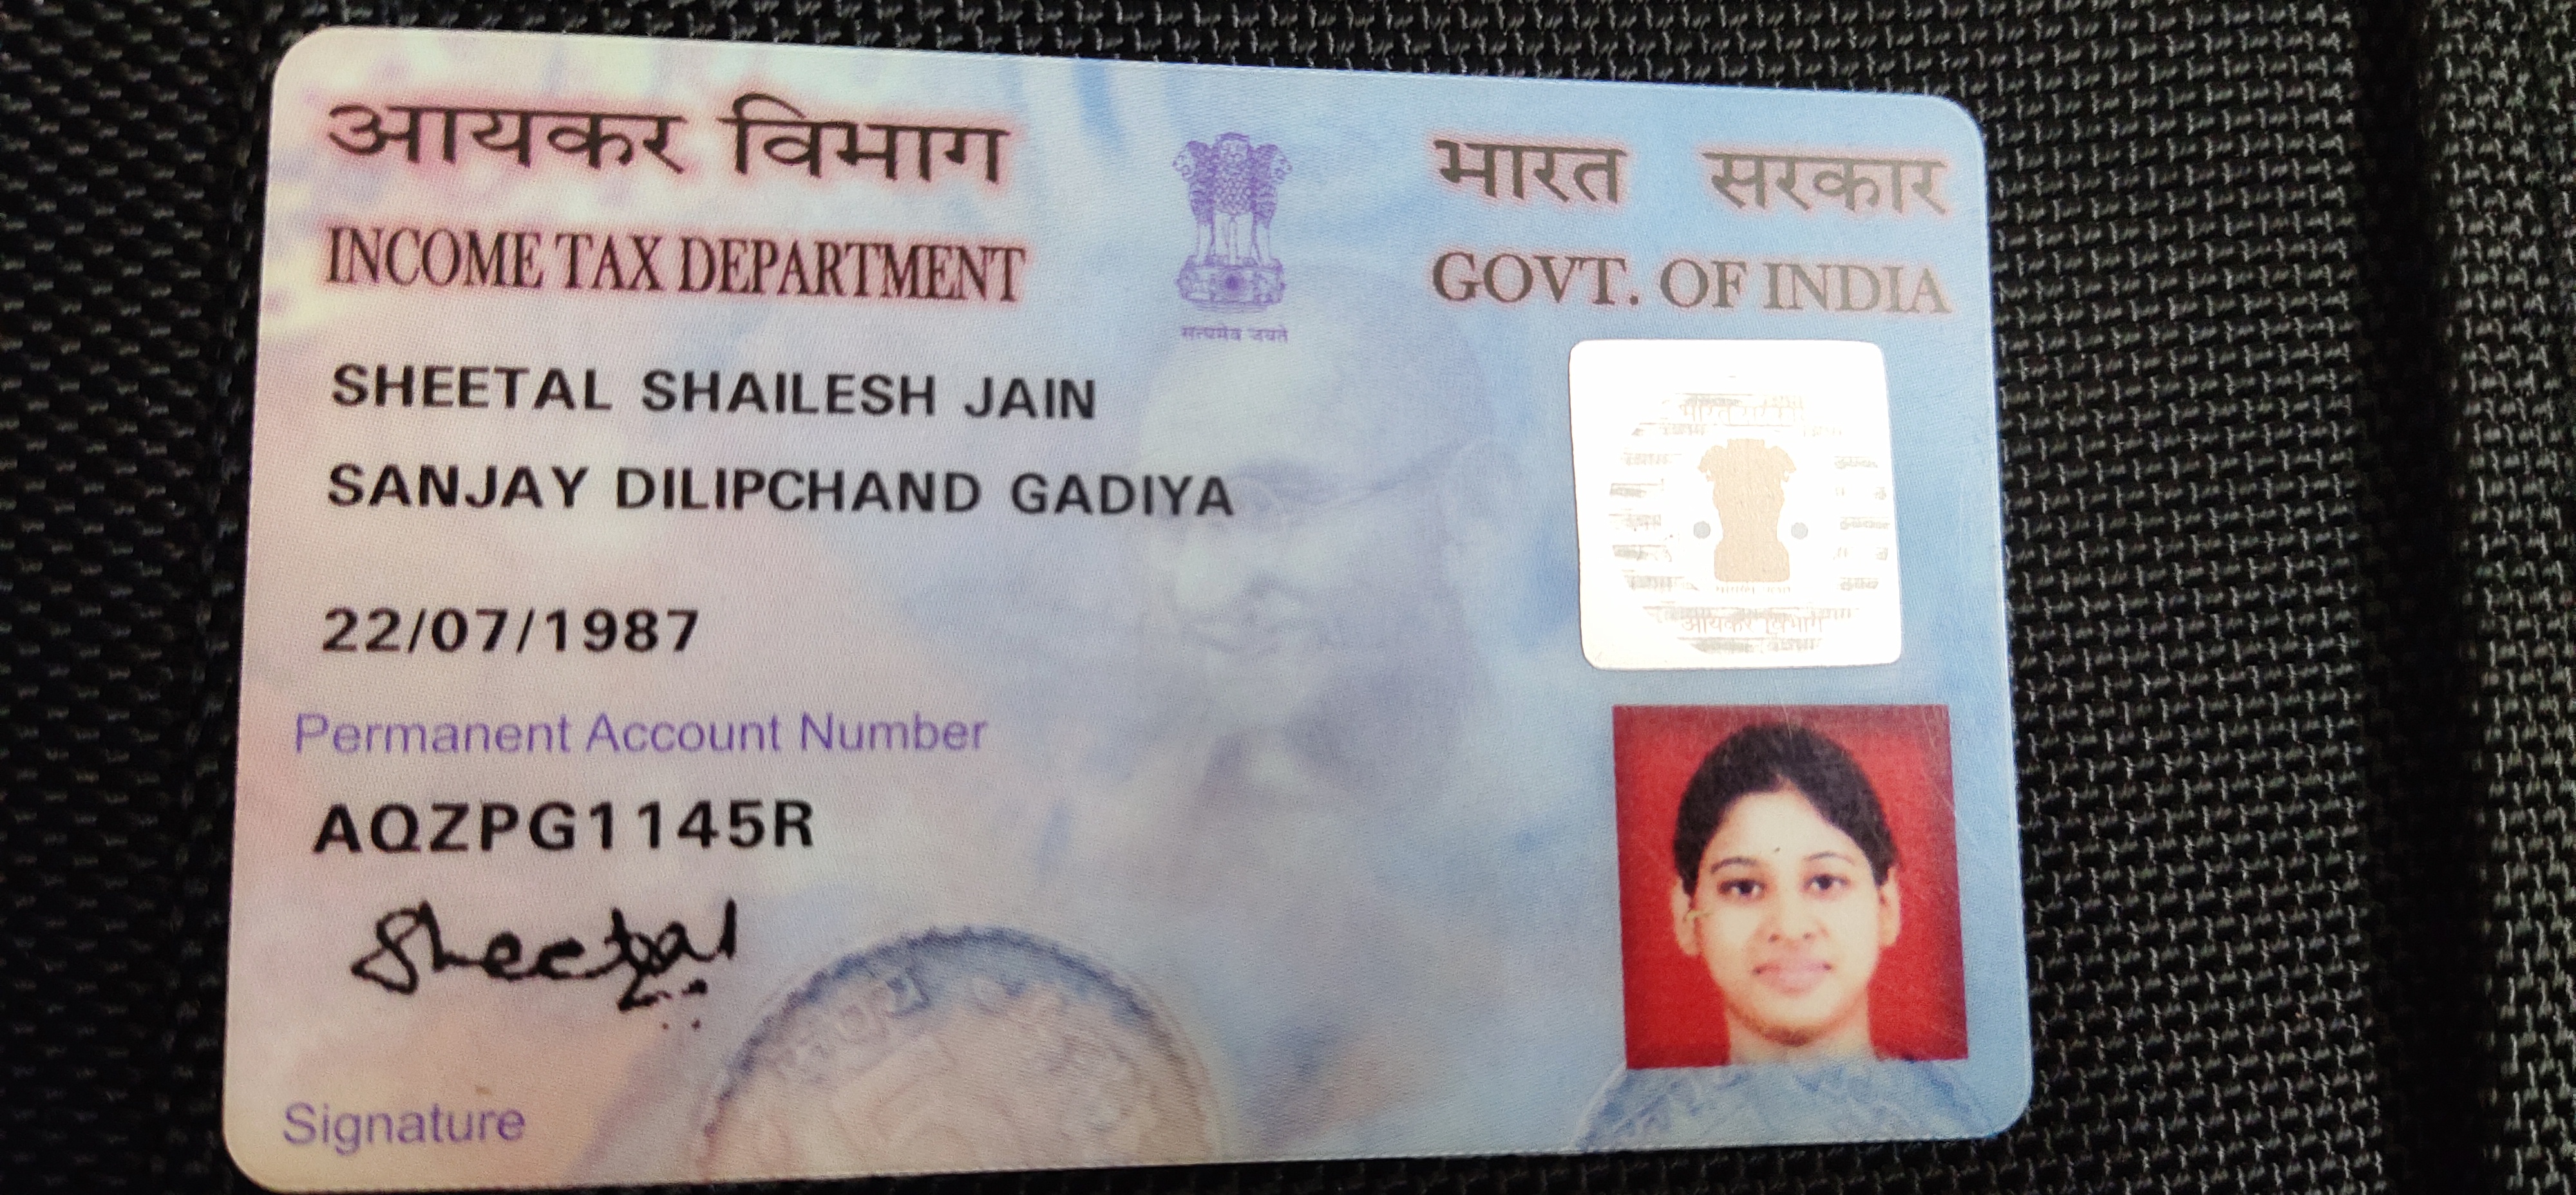 आयकर विभाग
INCOME TAX DEPARTMENT
सत्यमेव जयते
भारत सरकार
GOVT. OF INDIA
SHEETAL SHAILESH JAIN
SANJAY DILIPCHAND GADIYA
22/07/1987
Permanent Account Number
AQZPG1145R
Sheetal
Signature